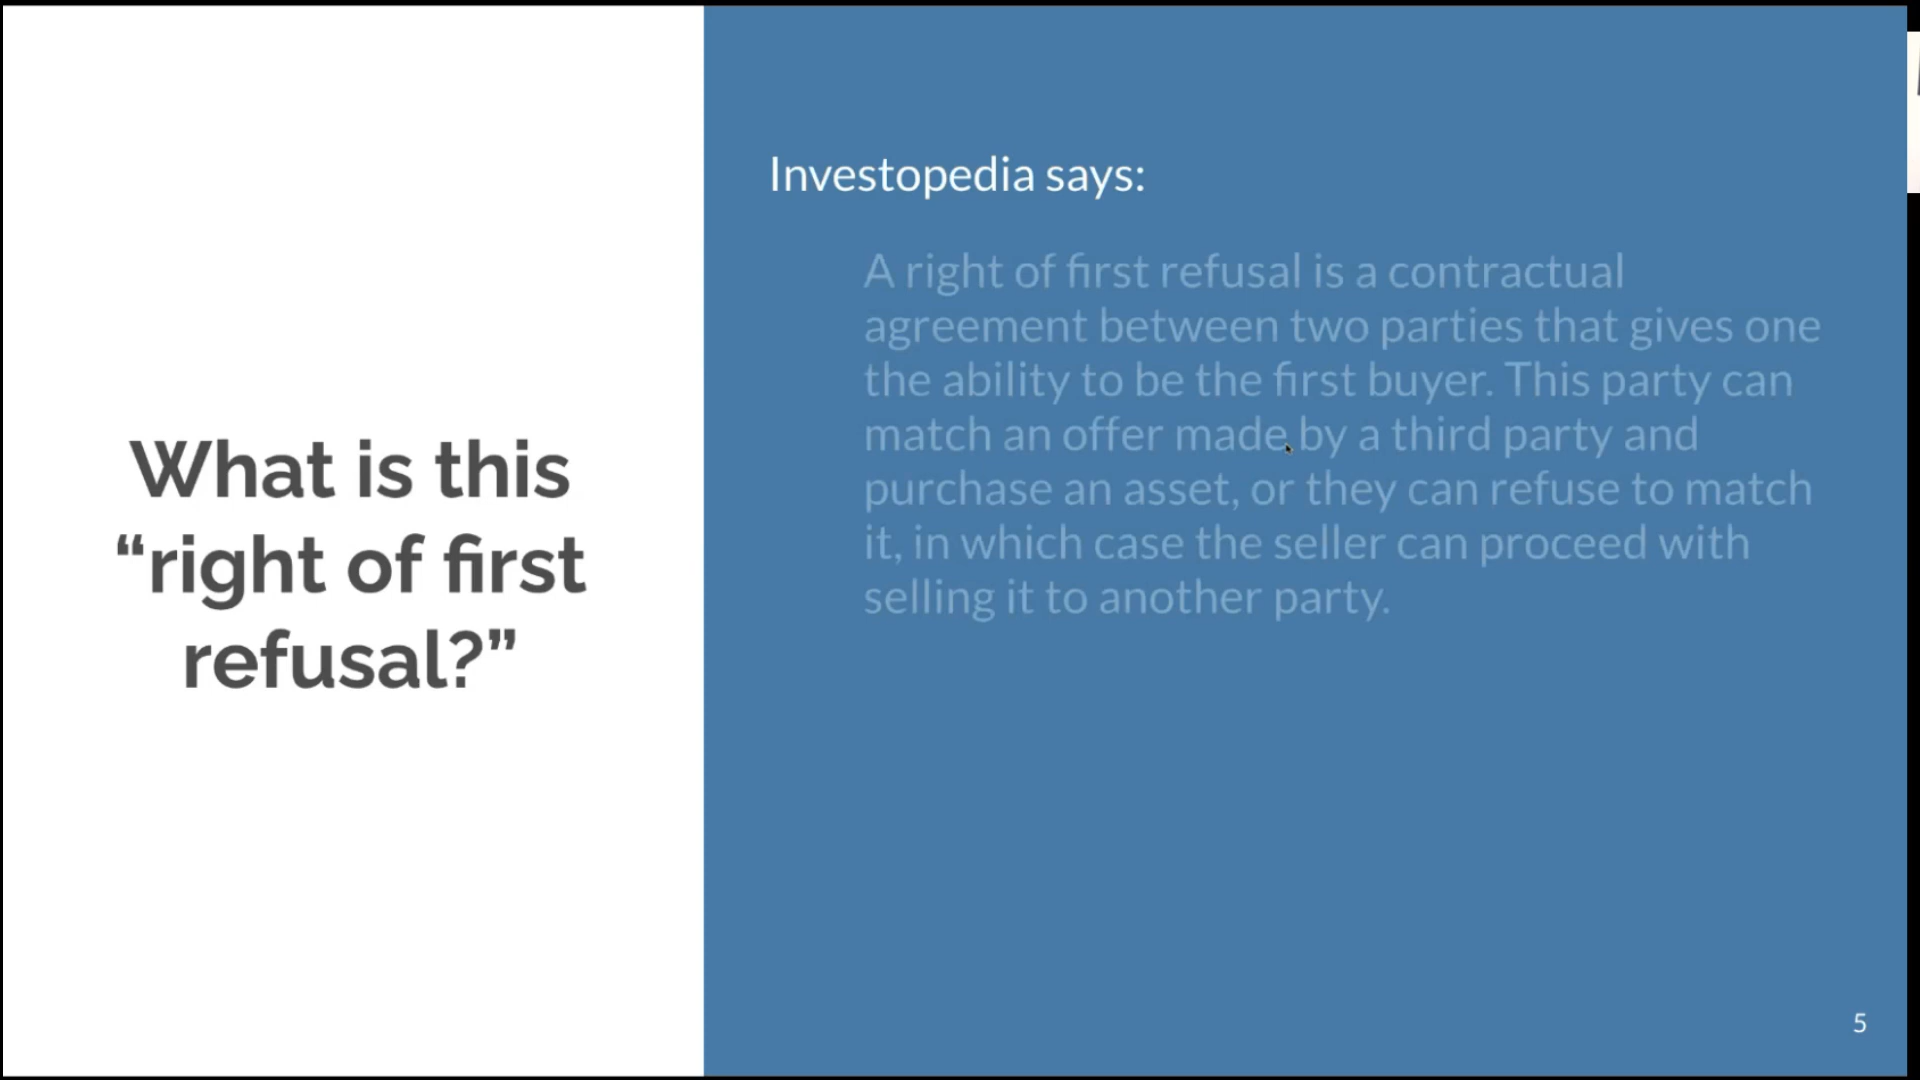 What is this
“right of first
refusal?”
Investopedia says:
A right of first refusal is a contractual
agreement between two parties that gives one
the ability to be the first buyer. This party can
match an offer made by a third party and
purchase an asset, or they can refuse to match
it, in which case the seller can proceed with
selling it to another party.
5